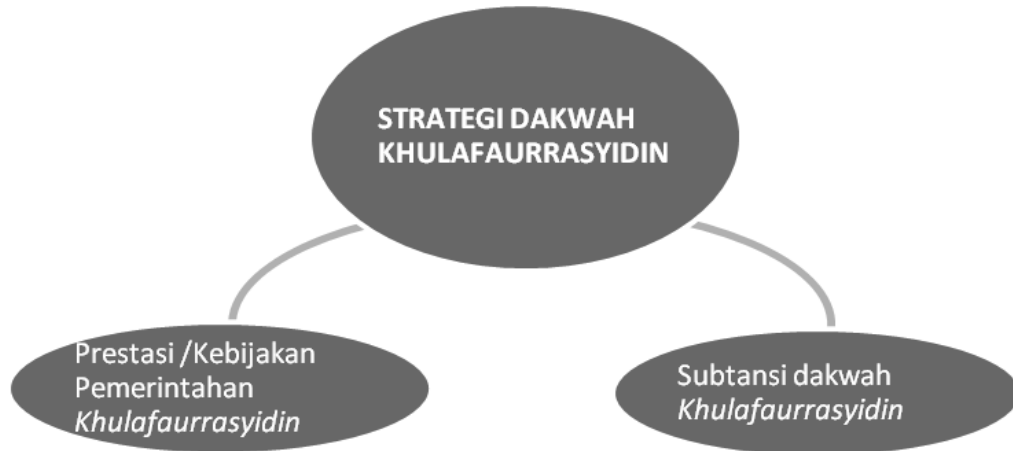 STRATEGI DAKWAH
KHULAFAURRASYIDIN
Prestasi /Kebijakan
Pemerintahan
Khulafaurrasyidin
Subtansi dakwah
Khulafaurrasyidin